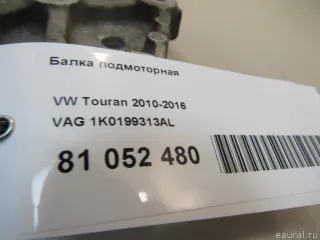 Балка подмоторная
VW Touran 2010-2016
VAG 1K0199313AL
81 052 480
eaural.ru